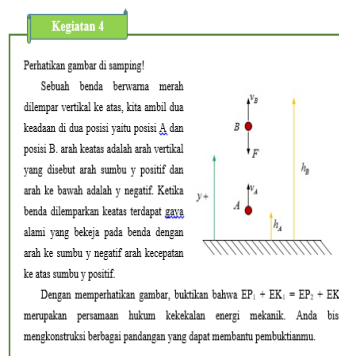 Kegiatan 4
Perhatikan gambar di samping!
Sebuah benda berwarna merah
dilempar vertikal ke atas, kita ambil dua
keadaan di dua posisi yaitu posisi A dan
posisi B. arah keatas adalah arah vertikal
yang disebut arah sumbu y positif dan
arah ke bawah adalah y negatif. Ketika
benda dilemparkan keatas terdapat gaya
alami yang bekeja pada benda dengan
arah ke sumbu y negatif arah kecepatan
ke atas sumbu y positif.
v_B
B
F
h_B
y+
v_A
A
h_A
Dengan memperhatikan gambar, buktikan bahwa EP₁ + EK₁ = EP₂ + EK
merupakan persamaan hukum kekekalan energi mekanik. Anda bis
mengkonstruksi berbagai pandangan yang dapat membantu pembuktianmu.